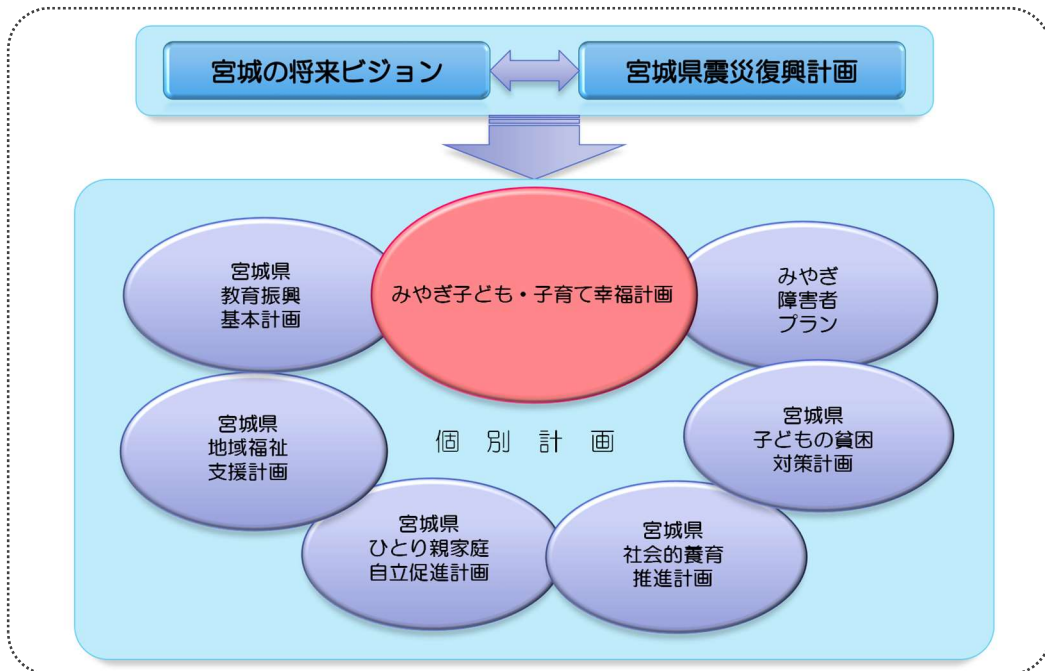 宮城の将来ビジョン
宮城県震災復興計画
みやぎ子ども・子育て幸福計画
宮城県
教育振興
基本計画
みやぎ
障害者
プラン
宮城県
地域福祉
支援計画
個別計画
宮城県
子どもの貧困
対策計画
宮城県
ひとり親家庭
自立促進計画
宮城県
社会的養育
推進計画